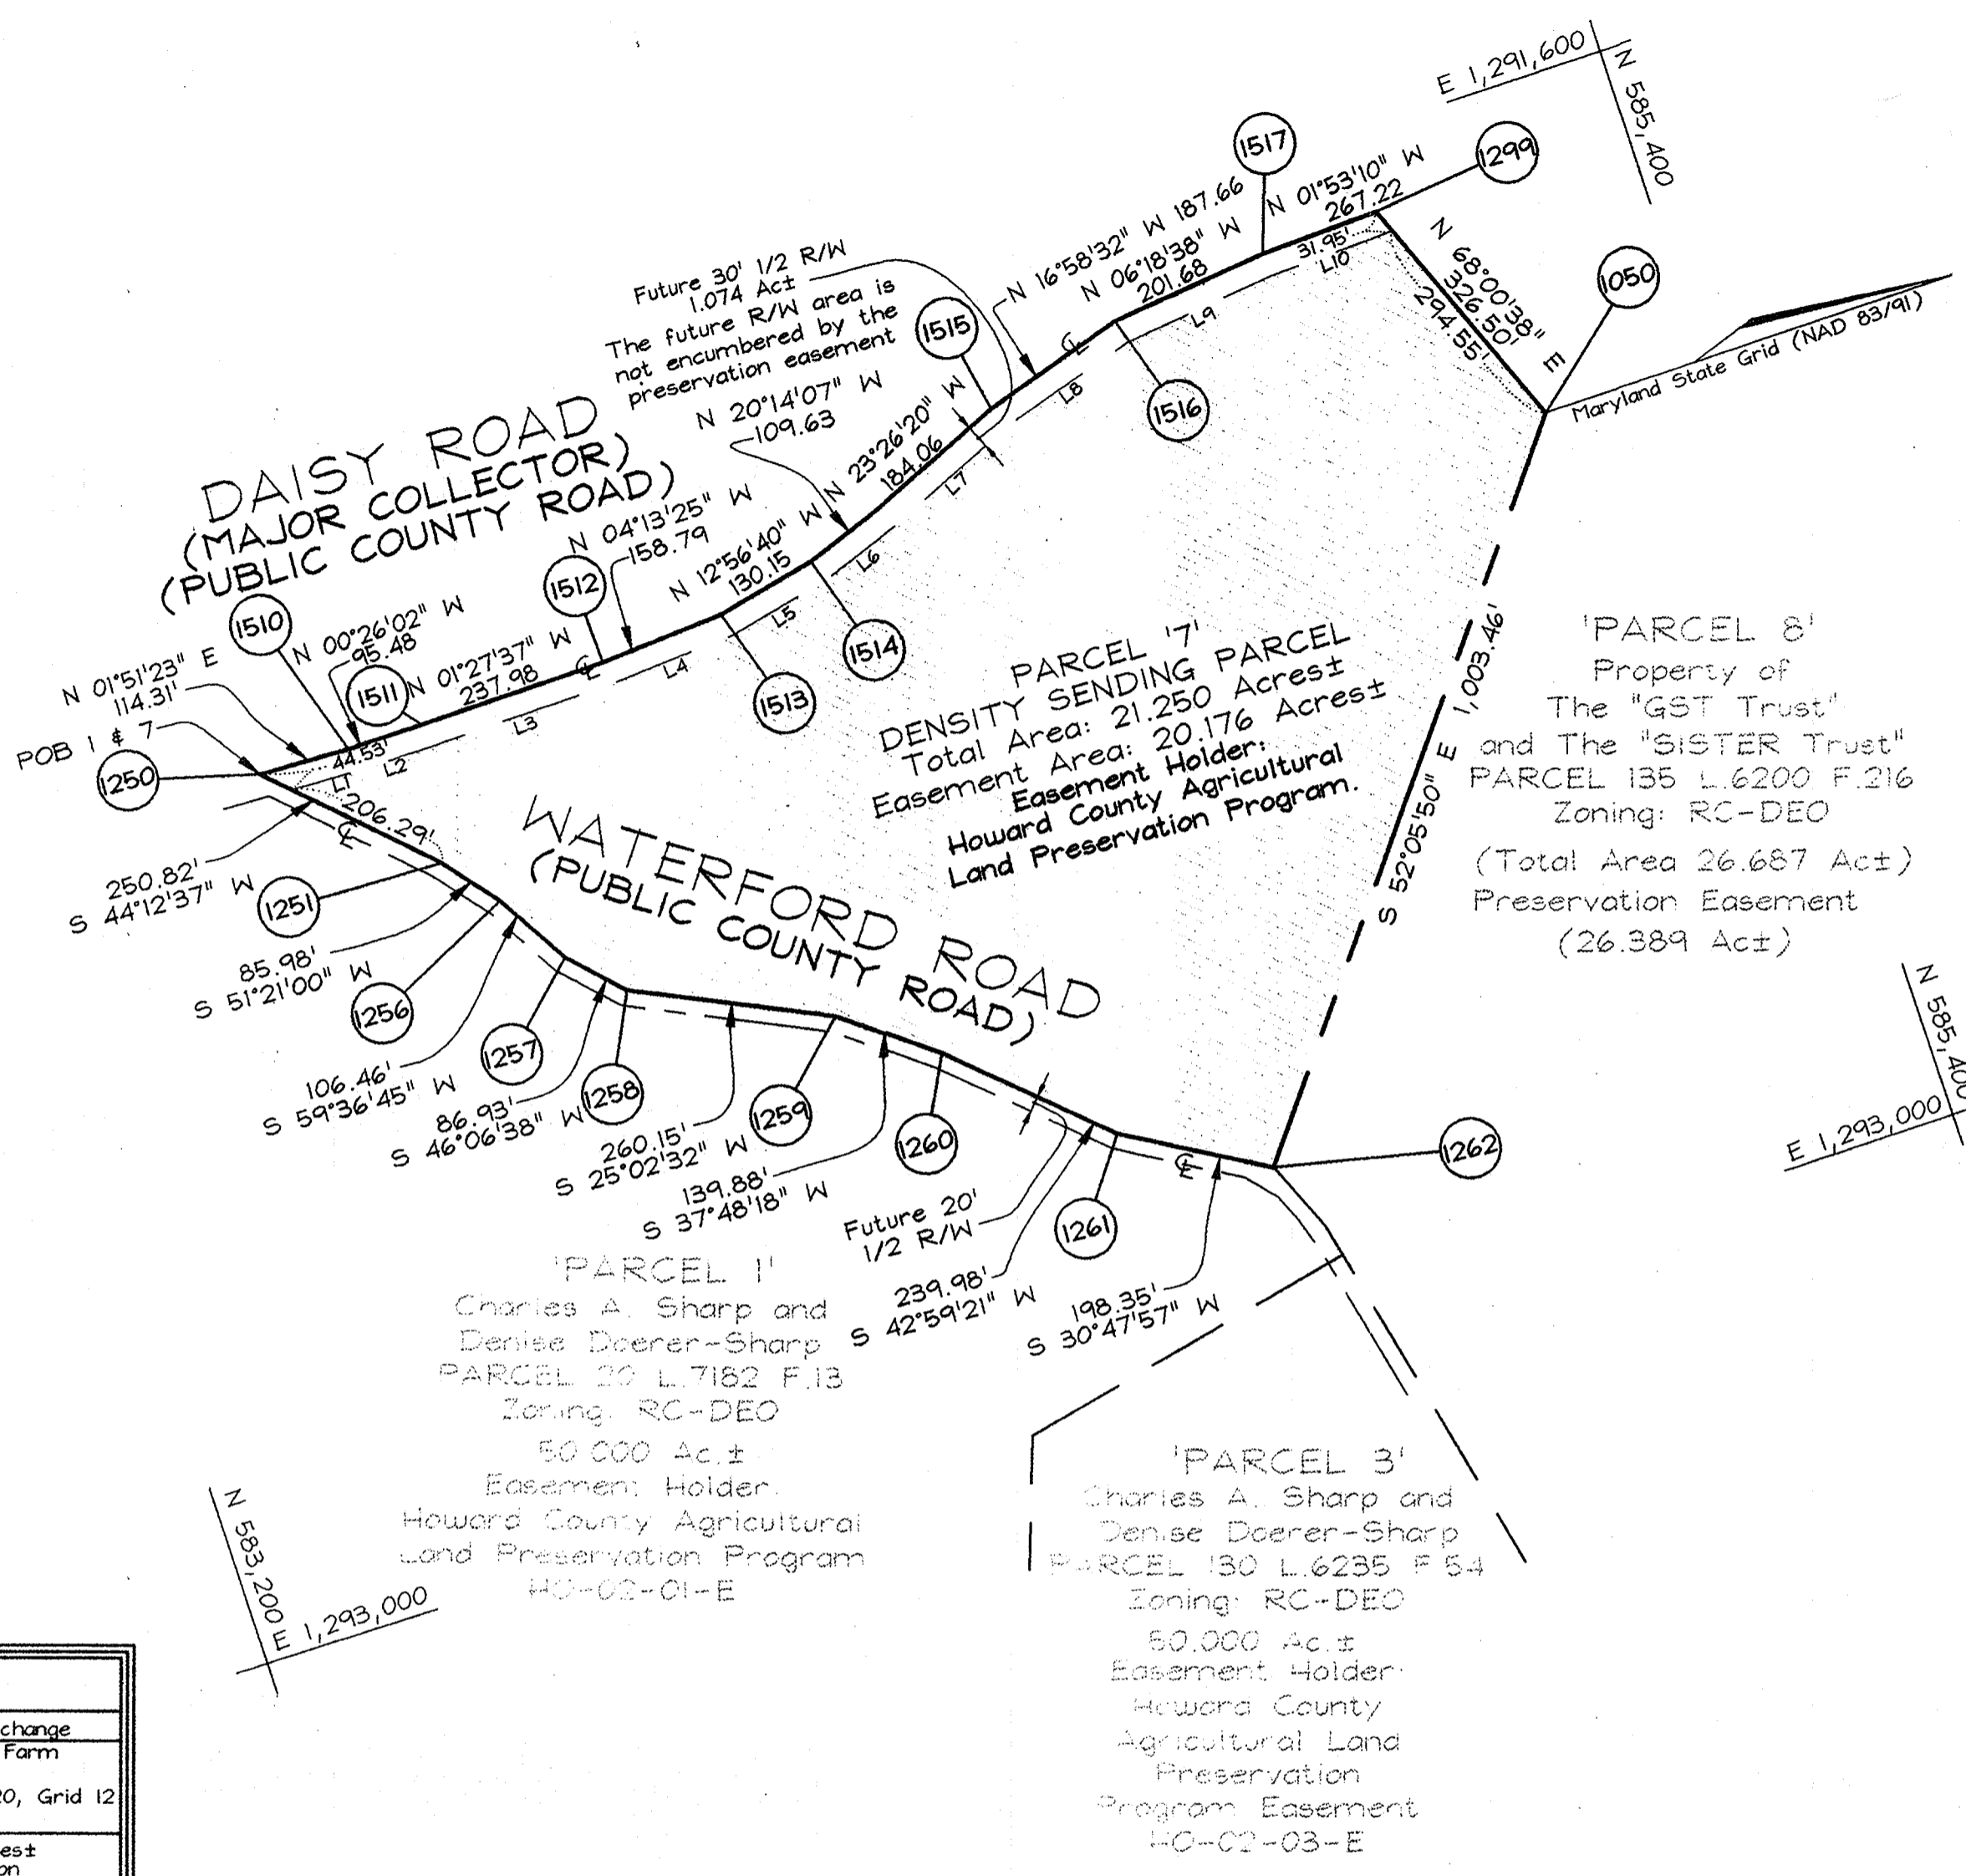 E 1,291,600
N 585,400
1517
1299
N 01°53'10" W
267.22
N 16°58'32" W 187.66
N 06°18'38" W
201.68
31.95'
L10
N 68°00'38" E
326.50'
294.55'
1050
Maryland State Grid (NAD 83/91)
Future 30' 1/2 R/W
1.074 Ac±
The future R/W area is
not encumbered by the
preservation easement
1515
L9
L8
1516
N 20°14'07" W
109.63
N 23°26'20" W
184.06
L7
DAISY ROAD
(MAJOR COLLECTOR)
(PUBLIC COUNTY ROAD)
N 04°13'25" W
158.79
N 12°56'40" W
130.15
L6
L5
1512
1514
1513
1510
N 00°26'02" W
95.48
1511
N 01°27'37" W
237.98
L4
L3
N 01°51'23" E
114.31'
POB 1 & 7
1250
44.53'
L1
L2
206.29'
PARCEL '7'
DENSITY SENDING PARCEL
Total Area: 21.250 Acres±
Easement Area: 20.176 Acres±
Easement Holder:
Howard County Agricultural
Land Preservation Program.
S 52°05'50" E 1,003.46'
'PARCEL 8'
Property of
The "GST Trust"
and The "SISTER Trust"
PARCEL 135 L.6200 F.216
Zoning: RC-DEO
(Total Area 26.687 Ac±)
Preservation Easement
(26.389 Ac±)
WATERFORD ROAD
(PUBLIC COUNTY ROAD)
250.82'
S 44°12'37" W
1251
85.98'
S 51°21'00" W
1256
106.46'
S 59°36'45" W
1257
86.93'
S 46°06'38" W
1258
260.15'
S 25°02'32" W
1259
139.88'
S 37°48'18" W
1260
Future 20'
1/2 R/W
1261
239.98'
S 42°59'21" W
198.35'
S 30°47'57" W
1262
N 585,400
E 1,293,000
'PARCEL 1'
Charles A. Sharp and
Denise Doerer-Sharp
PARCEL 20 L.7182 F.13
Zoning: RC-DEO
50.000 Ac.±
Easement Holder:
Howard County Agricultural
Land Preservation Program
HO-02-01-E
'PARCEL 3'
Charles A. Sharp and
Denise Doerer-Sharp
PARCEL 130 L.6235 F.54
Zoning: RC-DEO
50.000 Ac.±
Easement Holder:
Howard County
Agricultural Land
Preservation
Program Easement
HO-02-03-E
N 583,200
E 1,293,000
change
Farm
20, Grid 12
es±
on